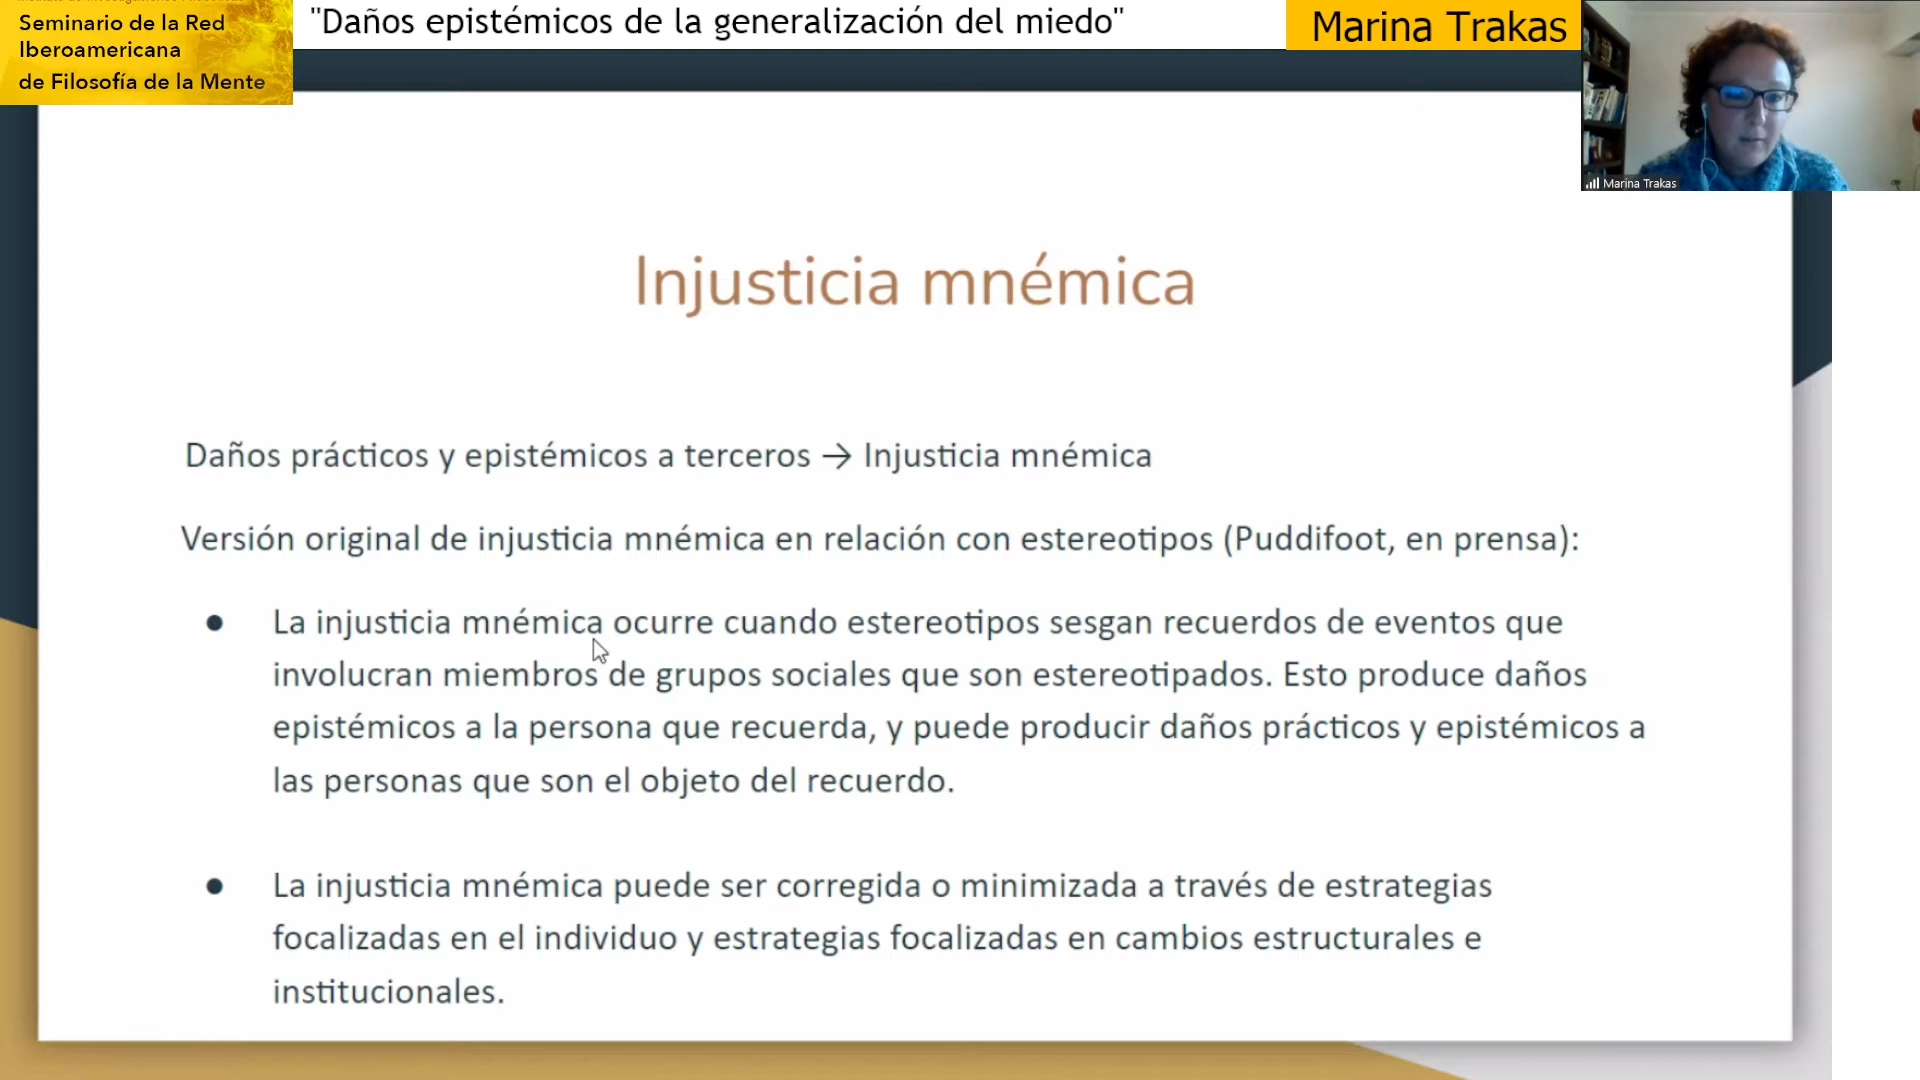 Seminario de la Red
Iberoamericana
de Filosofía de la Mente
"Daños epistémicos de la generalización del miedo"
Marina Trakas
Marina Trakas
Injusticia mnémica
Daños prácticos y epistémicos a terceros → Injusticia mnémica
Versión original de injusticia mnémica en relación con estereotipos (Puddifoot, en prensa):
● La injusticia mnémica ocurre cuando estereotipos sesgan recuerdos de eventos que
involucran miembros de grupos sociales que son estereotipados. Esto produce daños
epistémicos a la persona que recuerda, y puede producir daños prácticos y epistémicos a
las personas que son el objeto del recuerdo.
● La injusticia mnémica puede ser corregida o minimizada a través de estrategias
focalizadas en el individuo y estrategias focalizadas en cambios estructurales e
institucionales.